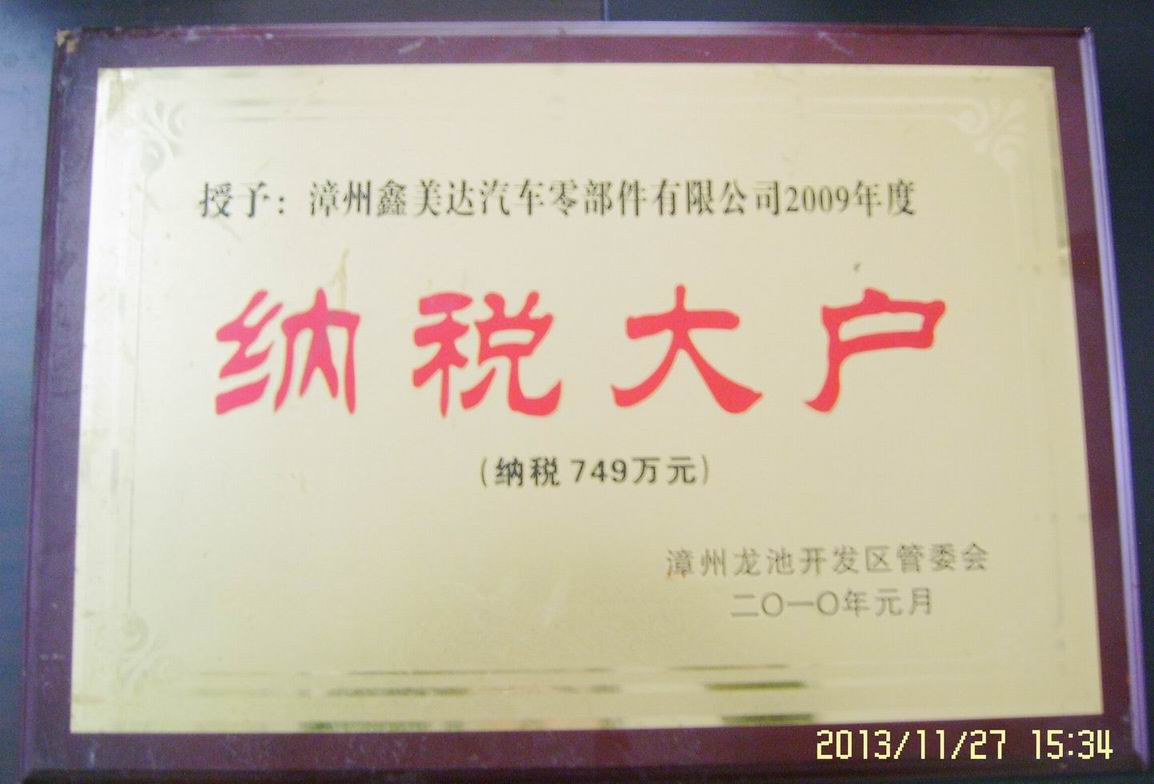 授予：漳州鑫美达汽车零部件有限公司2009年度
纳税大户
(纳税 749万元)
漳州龙池开发区管委会
二〇一〇年元月
2013/11/27 15:34